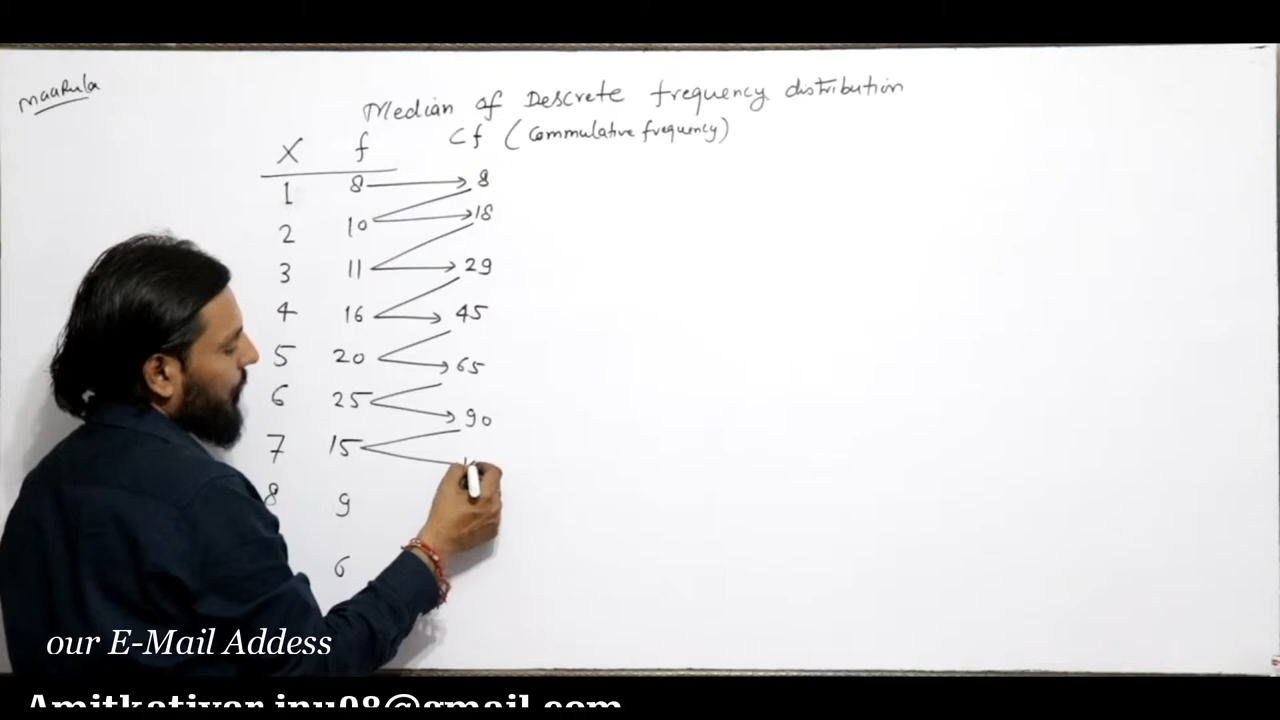 maaRula
Median of Descrete frequency distribution
X f Cf (Commulative frequency)
1 8 8
2 10 18
3 11 29
4 16 45
5 20 65
6 25 90
7 15
8 9
6
our E-Mail Addess